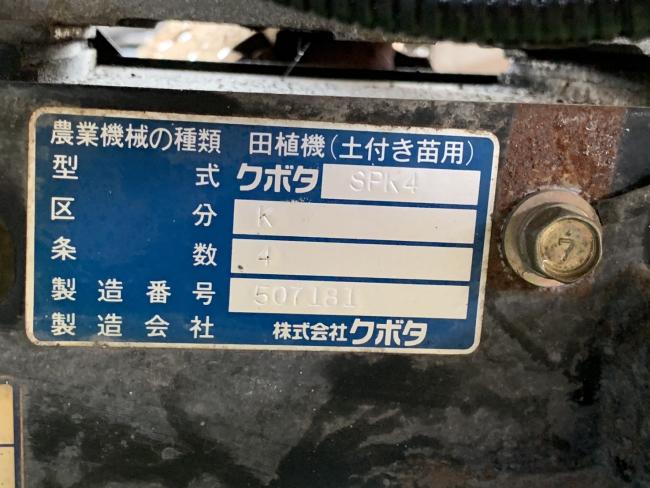 農業機械の種類 田植機(土付き苗用)
型式 クボタ SPK4
区分 K
条数 4
製造番号 507181
製造会社 株式会社クボタ
7